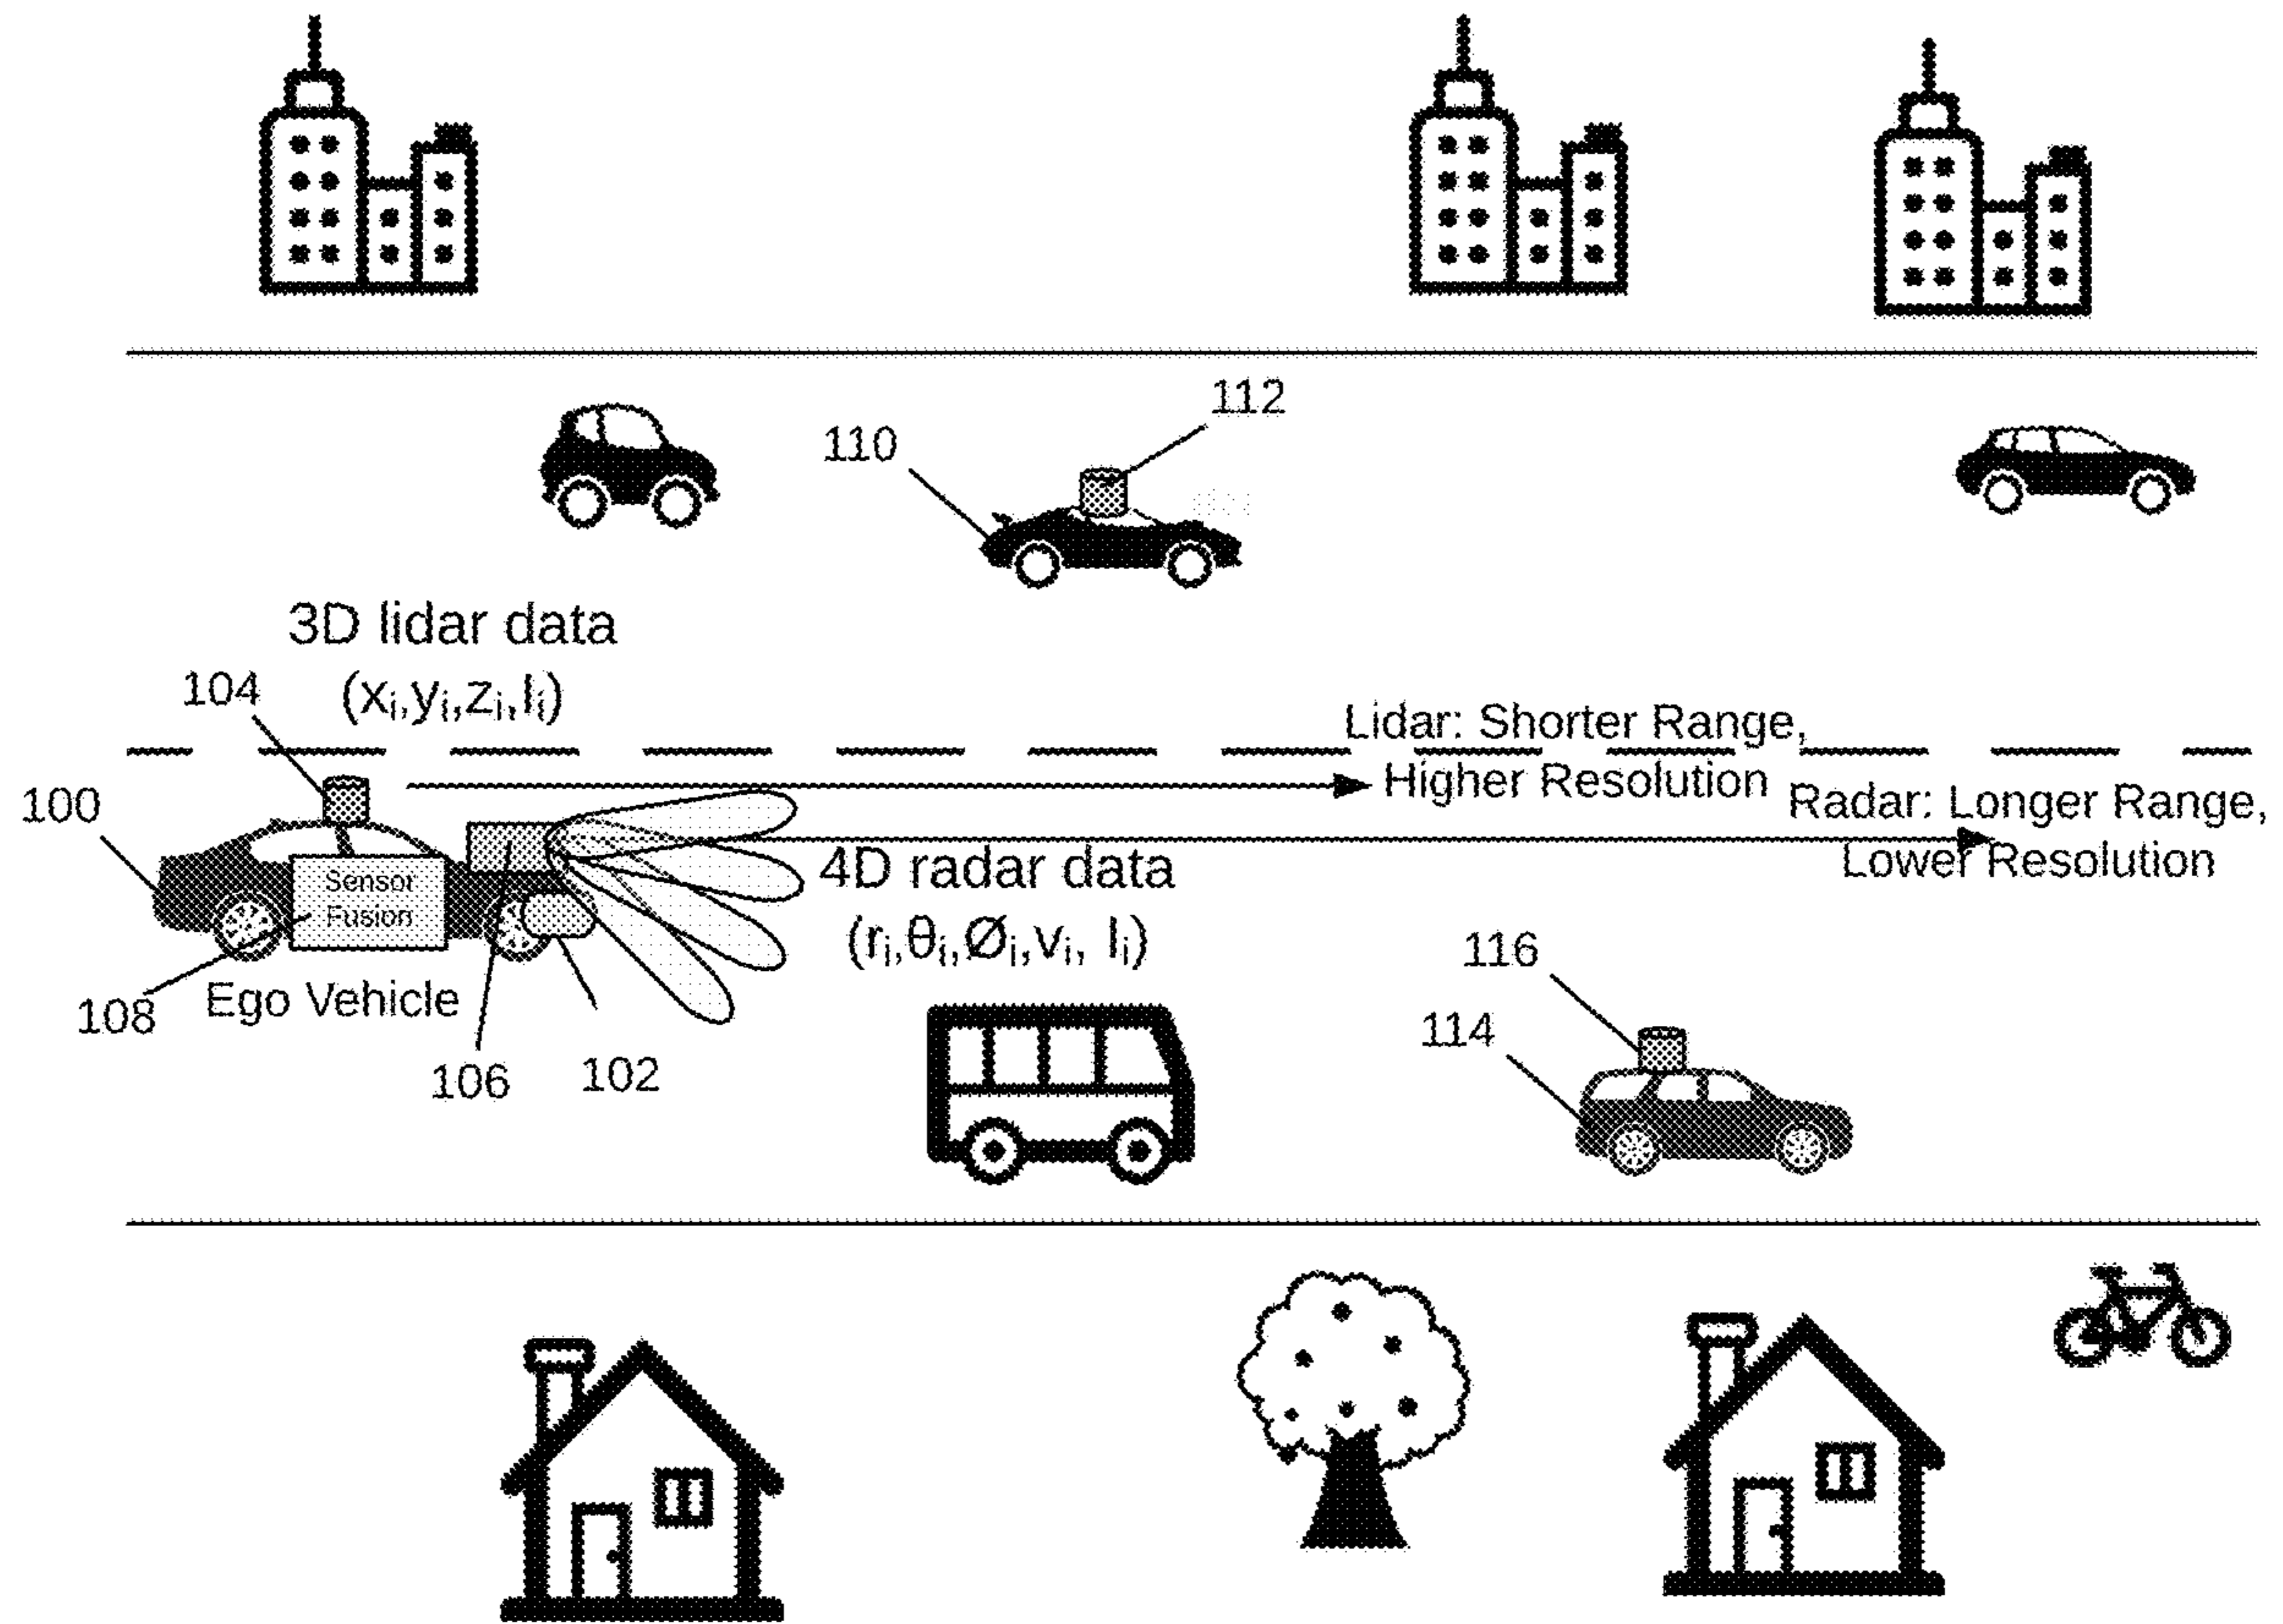 112
110
3D lidar data
(xᵢ,yᵢ,zᵢ,Iᵢ)
104
Lidar: Shorter Range,
Higher Resolution
100
Radar: Longer Range,
Lower Resolution
4D radar data
(rᵢ,θᵢ,Øᵢ,vᵢ, Iᵢ)
Sensor
Fusion
108
Ego Vehicle
106
102
116
114